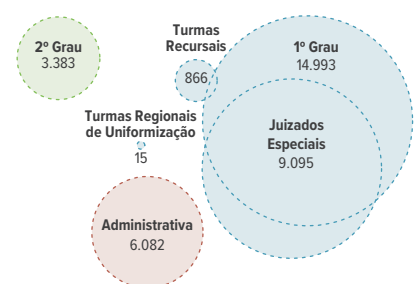 2º Grau
3.383
Turmas
Recursais
866
1º Grau
14.993
Turmas Regionais
de Uniformização
15
Juizados
Especiais
9.095
Administrativa
6.082